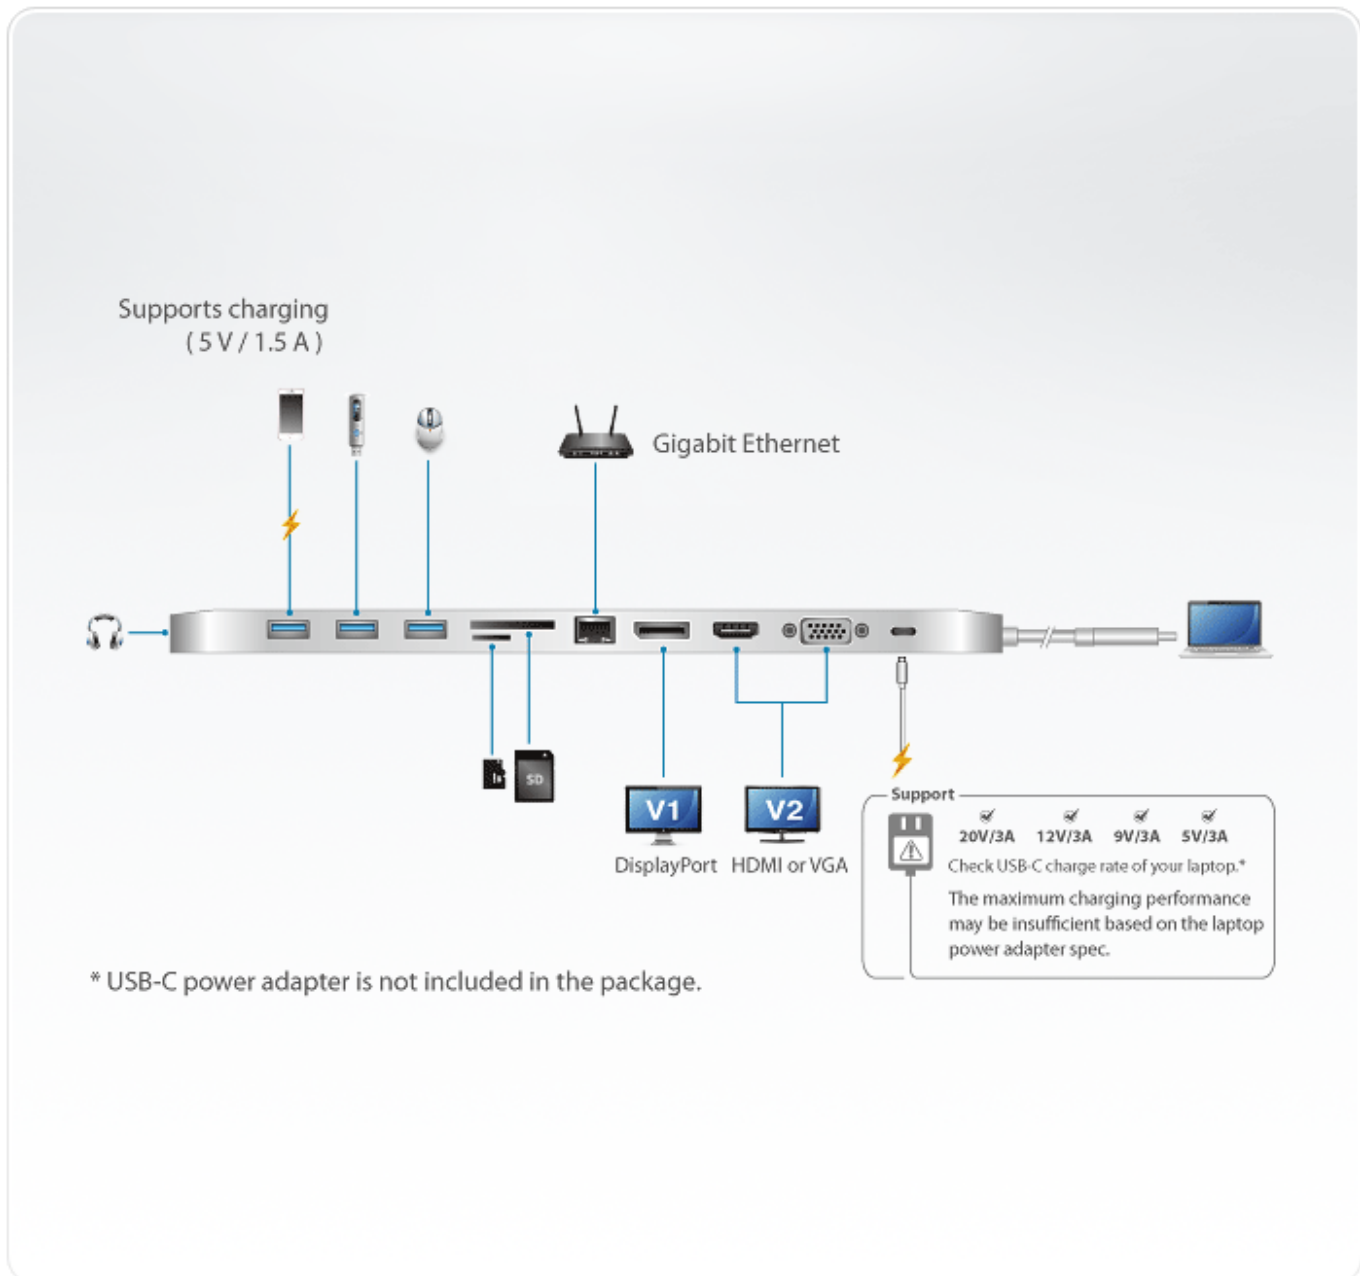 Supports charging
( 5 V / 1.5 A )
Gigabit Ethernet
SD
V1
V2
DisplayPort
HDMI or VGA
Support
20V/3A 12V/3A 9V/3A 5V/3A
Check USB-C charge rate of your laptop.*
The maximum charging performance
may be insufficient based on the laptop
power adapter spec.
* USB-C power adapter is not included in the package.